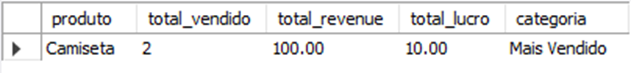 produto total_vendido total_revenue total_lucro categoria
Camiseta 2 100.00 10.00 Mais Vendido